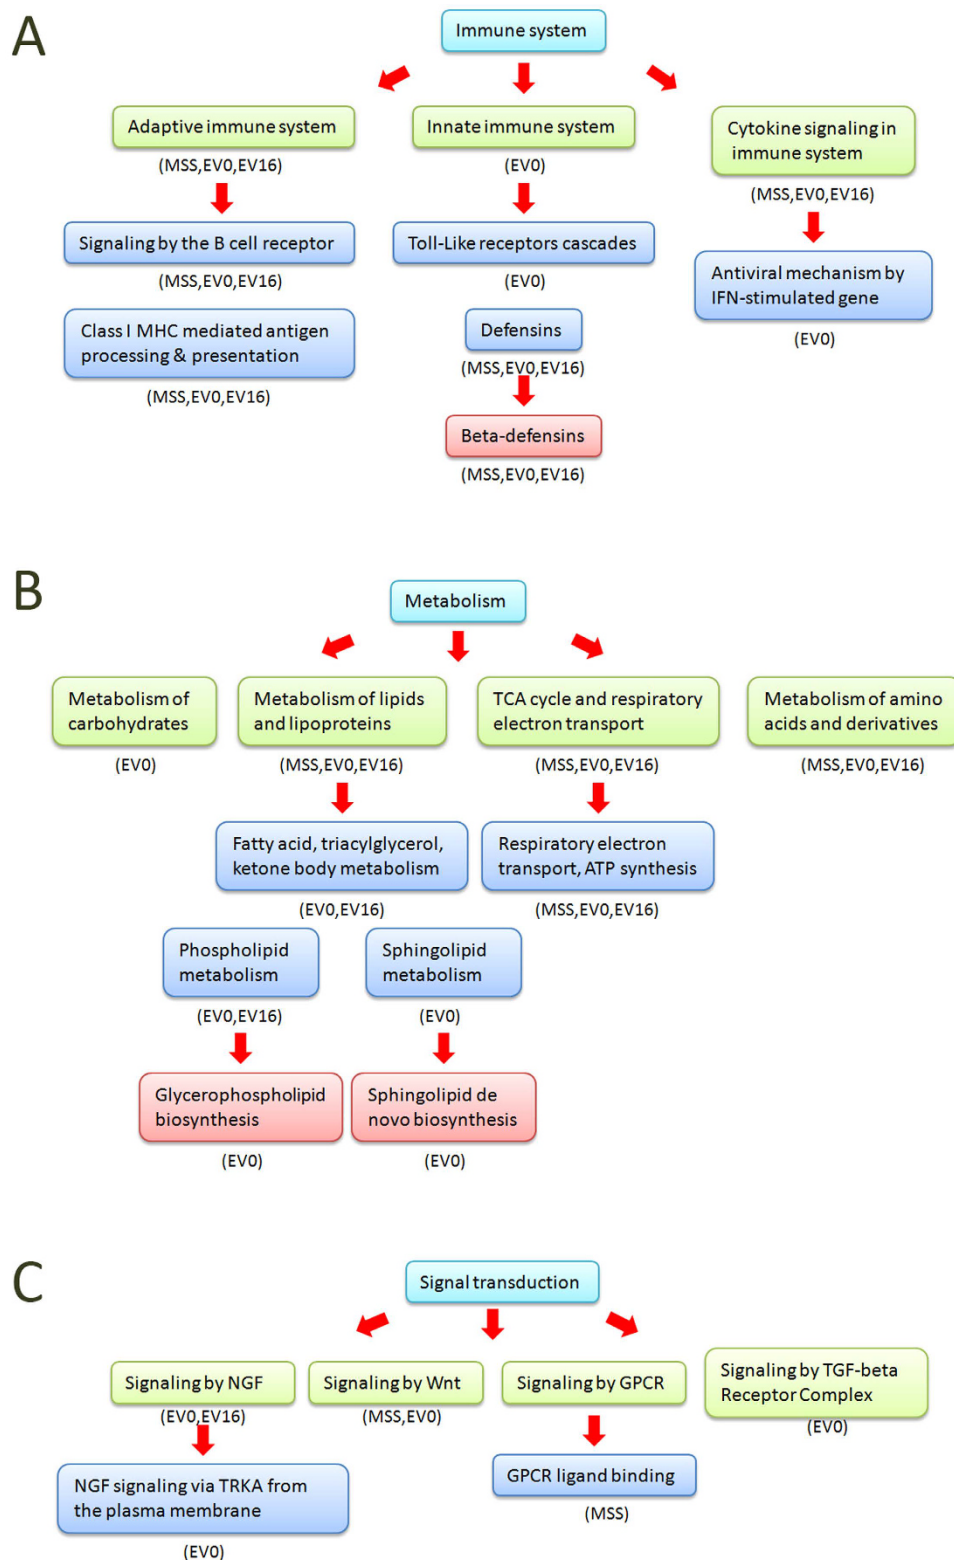 A
Immune system
Adaptive immune system
(MSS,EV0,EV16)
Innate immune system
(EV0)
Cytokine signaling in
immune system
(MSS,EV0,EV16)
Signaling by the B cell receptor
(MSS,EV0,EV16)
Toll-Like receptors cascades
(EV0)
Antiviral mechanism by
IFN-stimulated gene
(EV0)
Class I MHC mediated antigen
processing & presentation
(MSS,EV0,EV16)
Defensins
(MSS,EV0,EV16)
Beta-defensins
(MSS,EV0,EV16)
B
Metabolism
Metabolism of
carbohydrates
(EV0)
Metabolism of lipids
and lipoproteins
(MSS,EV0,EV16)
TCA cycle and respiratory
electron transport
(MSS,EV0,EV16)
Metabolism of amino
acids and derivatives
(MSS,EV0,EV16)
Fatty acid, triacylglycerol,
ketone body metabolism
(EV0,EV16)
Respiratory electron
transport, ATP synthesis
(MSS,EV0,EV16)
Phospholipid
metabolism
(EV0,EV16)
Sphingolipid
metabolism
(EV0)
Glycerophospholipid
biosynthesis
(EV0)
Sphingolipid de
novo biosynthesis
(EV0)
C
Signal transduction
Signaling by NGF
(EV0,EV16)
Signaling by Wnt
(MSS,EV0)
Signaling by GPCR
Signaling by TGF-beta
Receptor Complex
(EV0)
NGF signaling via TRKA from
the plasma membrane
(EV0)
GPCR ligand binding
(MSS)